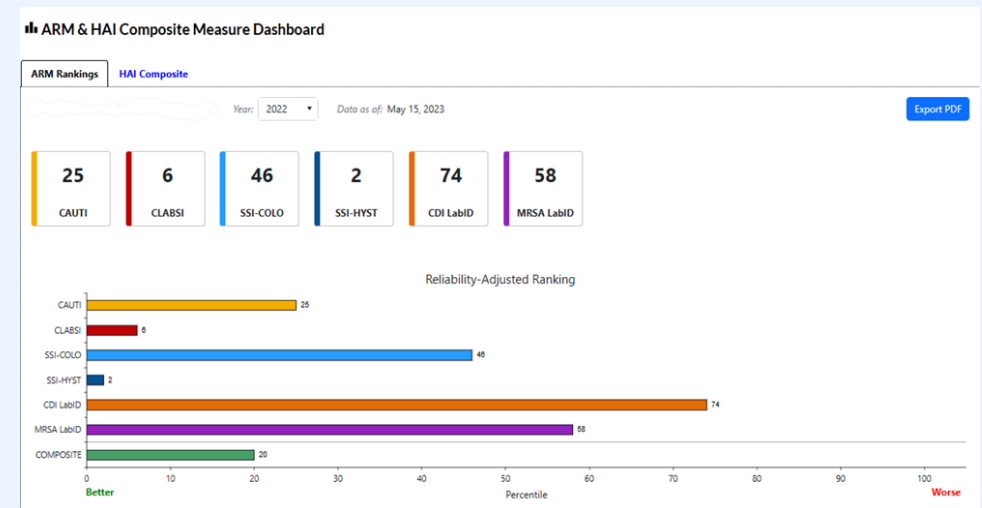 ARM & HAI Composite Measure Dashboard
ARM Rankings HAI Composite
Year: 2022 Data as of: May 15, 2023 Export PDF
25 6 46 2 74 58
CAUTI CLABSI SSI-COLO SSI-HYST CDI LabID MRSA LabID
Reliability-Adjusted Ranking
CAUTI 25
CLABSI 6
SSI-COLO 46
SSI-HYST 2
CDI LabID 74
MRSA LabID 58
COMPOSITE 20
0 10 20 30 40 50 60 70 80 90 100
Better Percentile Worse